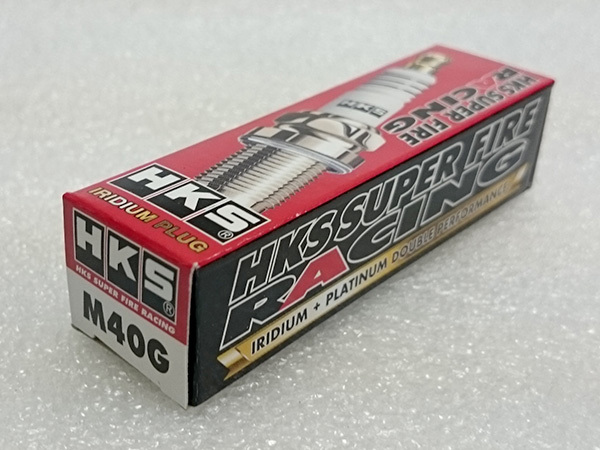 HKS
HKS SUPER FIRE
RACING
HKS®
IRIDIUM PLUG
HKS®
HKS SUPER FIRE RACING
M40G
HKS SUPER FIRE
RACING
IRIDIUM + PLATINUM DOUBLE PERFORMANCE